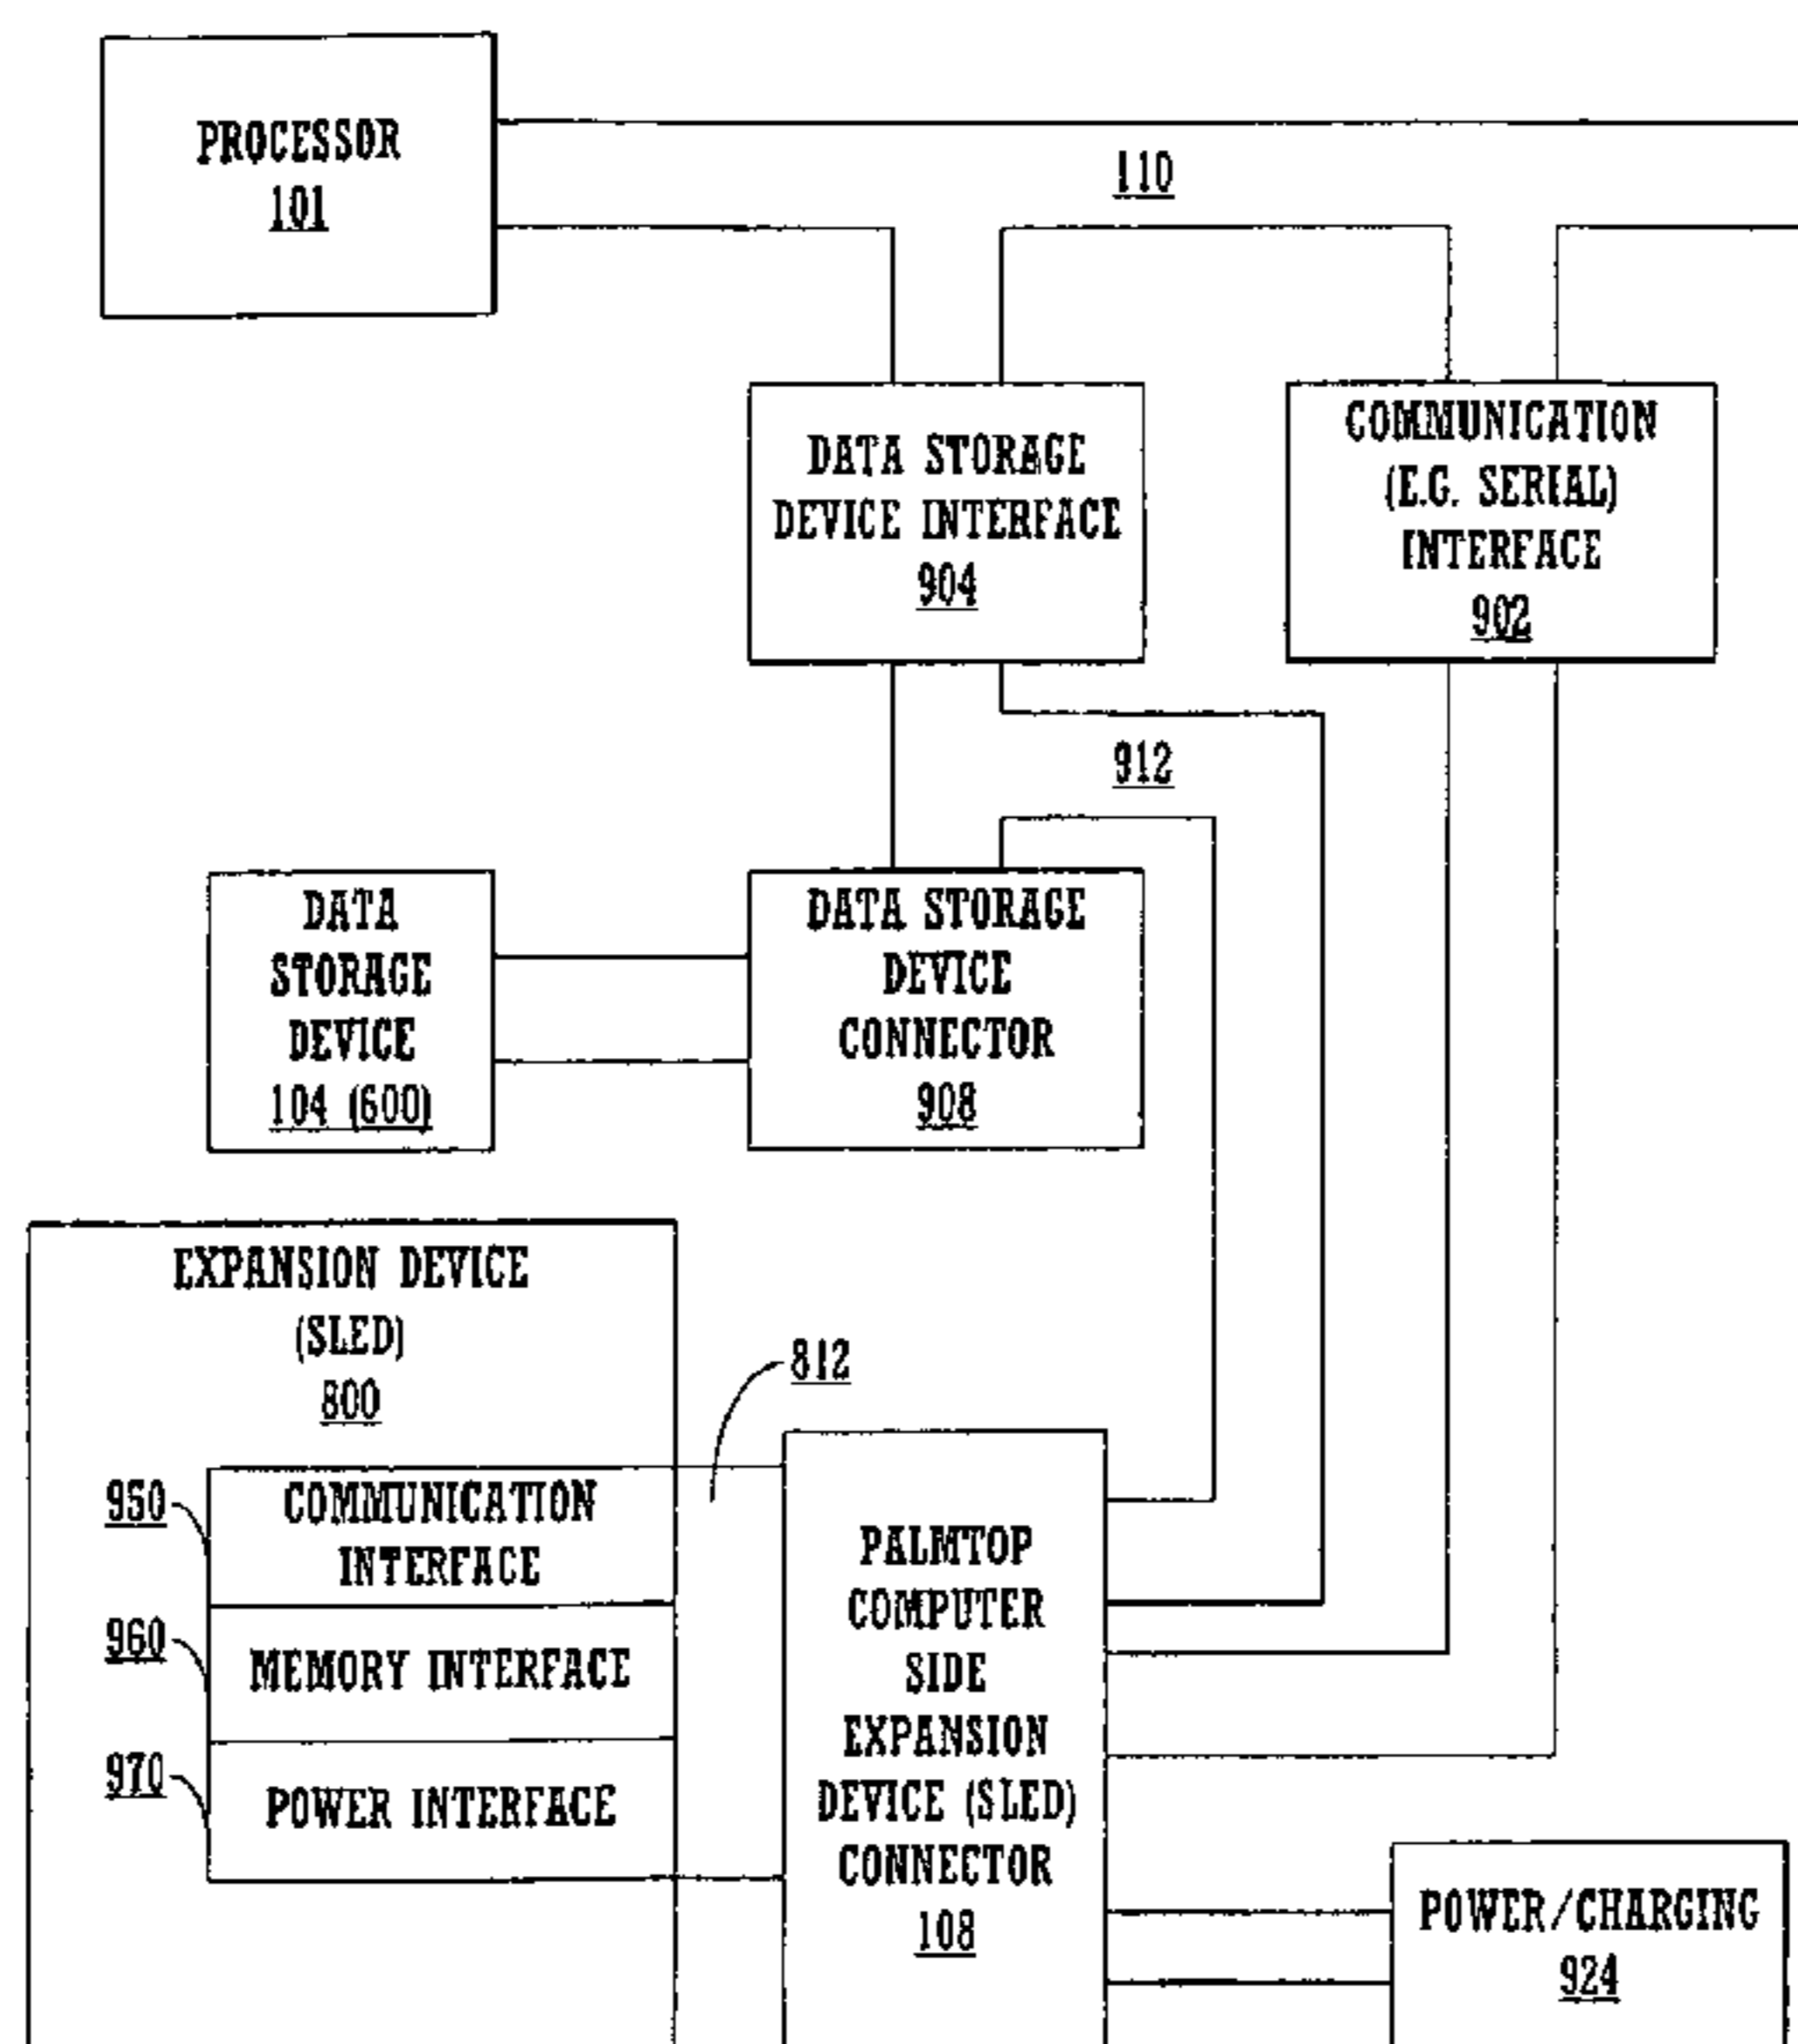 PROCESSOR
101
110
DATA STORAGE
DEVICE INTERFACE
904
COMMUNICATION
(E.G. SERIAL)
INTERFACE
902
912
DATA
STORAGE
DEVICE
104 (600)
DATA STORAGE
DEVICE
CONNECTOR
908
EXPANSION DEVICE
(SLED)
800
812
950
COMMUNICATION
INTERFACE
960
MEMORY INTERFACE
970
POWER INTERFACE
PALMTOP
COMPUTER
SIDE
EXPANSION
DEVICE (SLED)
CONNECTOR
108
POWER/CHARGING
924